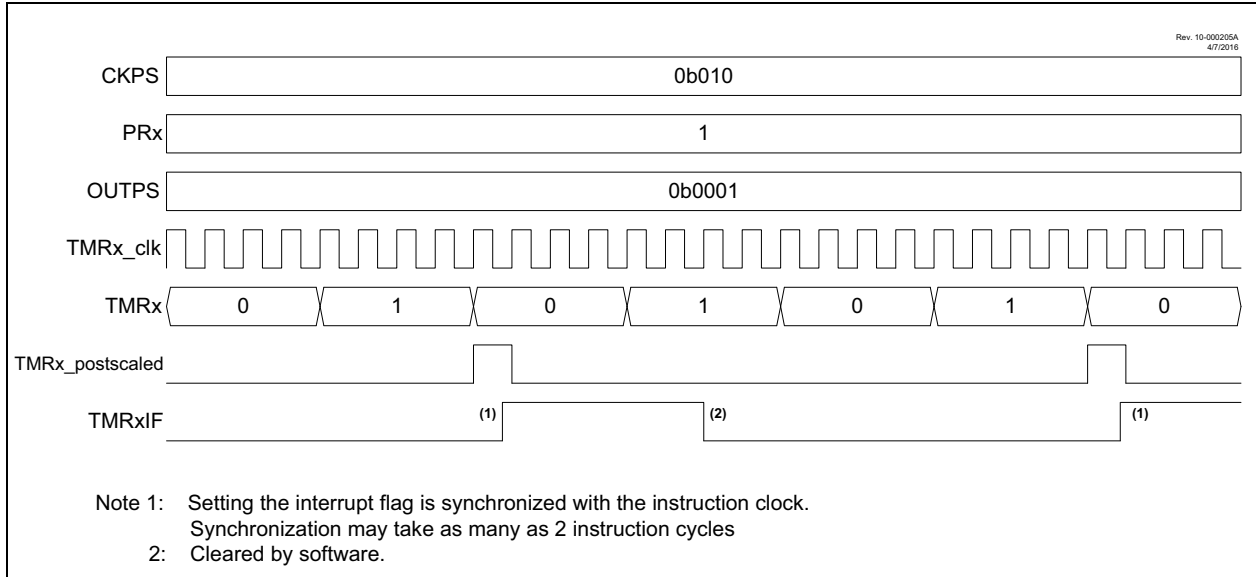 Rev. 10-000205A
4/7/2016
CKPS 0b010
PRx 1
OUTPS 0b0001
TMRx_clk
TMRx 0 1 0 1 0 1 0
TMRx_postscaled
TMRxIF (1) (2) (1)
Note 1: Setting the interrupt flag is synchronized with the instruction clock.
Synchronization may take as many as 2 instruction cycles
2: Cleared by software.